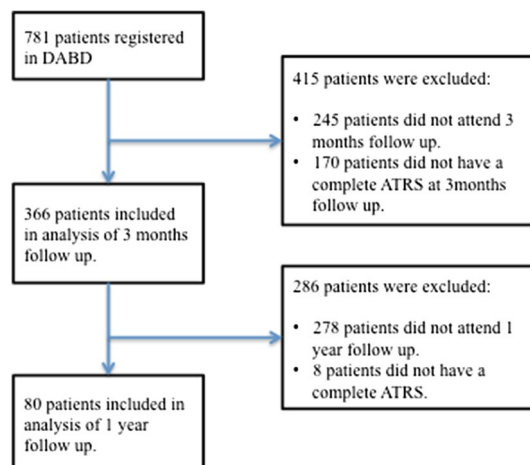 781 patients registered
in DABD
415 patients were excluded:
• 245 patients did not attend 3
months follow up.
• 170 patients did not have a
complete ATRS at 3months
follow up.
366 patients included
in analysis of 3 months
follow up.
286 patients were excluded:
• 278 patients did not attend 1
year follow up.
• 8 patients did not have a
complete ATRS.
80 patients included in
analysis of 1 year
follow up.